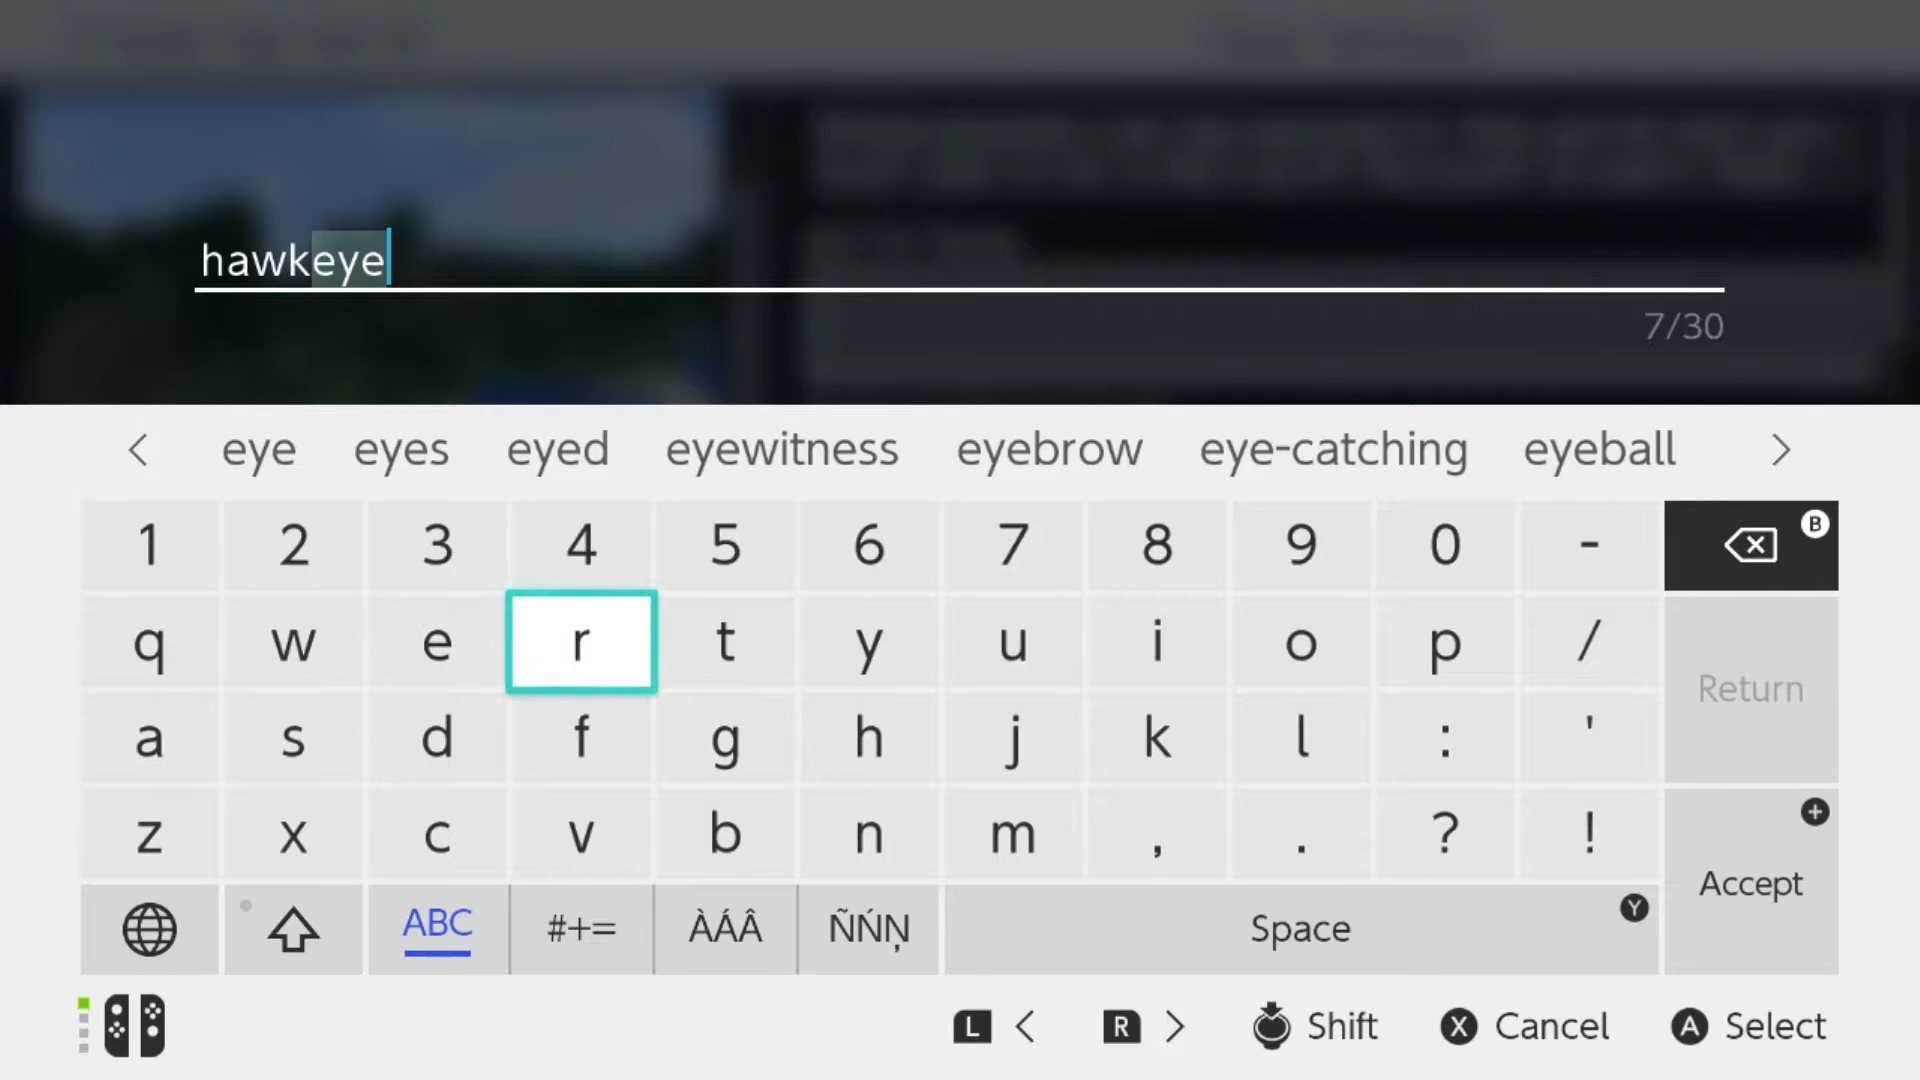 hawkeye
7/30
< eye eyes eyed eyewitness eyebrow eye-catching eyeball >
1 2 3 4 5 6 7 8 9 0 - B
q w e r t y u i o p / Return
a s d f g h j k l : '
z x c v b n m , . ? ! + Accept
ABC #+= ÀÁÂ ÑŃŅ Space Y
L < R > Shift X Cancel A Select